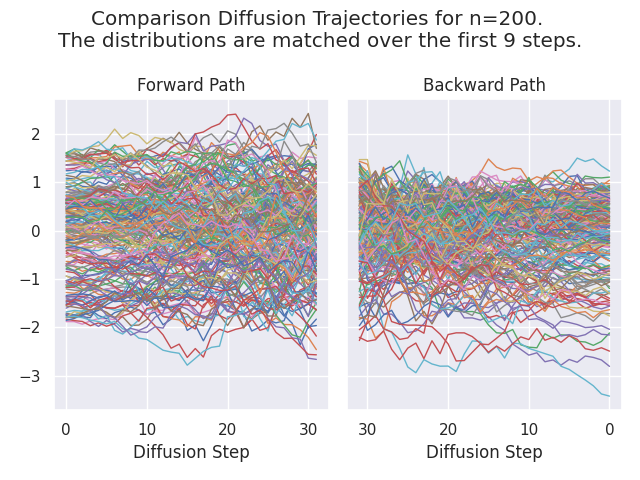 Comparison Diffusion Trajectories for n=200.
The distributions are matched over the first 9 steps.
Forward Path
Backward Path
2
1
0
−1
−2
−3
0 10 20 30
30 20 10 0
Diffusion Step
Diffusion Step